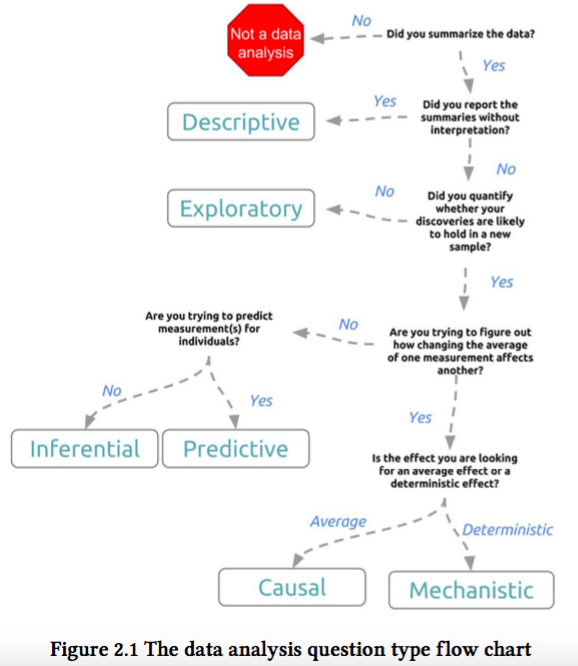 Not a data
analysis
No
Did you summarize the data?
Yes
Descriptive
Yes
Did you report the
summaries without
interpretation?
No
Exploratory
No
Did you quantify
whether your
discoveries are likely
to hold in a new
sample?
Yes
Are you trying to predict
measurement(s) for
individuals?
No
Are you trying to figure out
how changing the average
of one measurement affects
another?
No
Yes
Yes
Inferential
Predictive
Is the effect you are looking
for an average effect or a
deterministic effect?
Average
Deterministic
Causal
Mechanistic
Figure 2.1 The data analysis question type flow chart